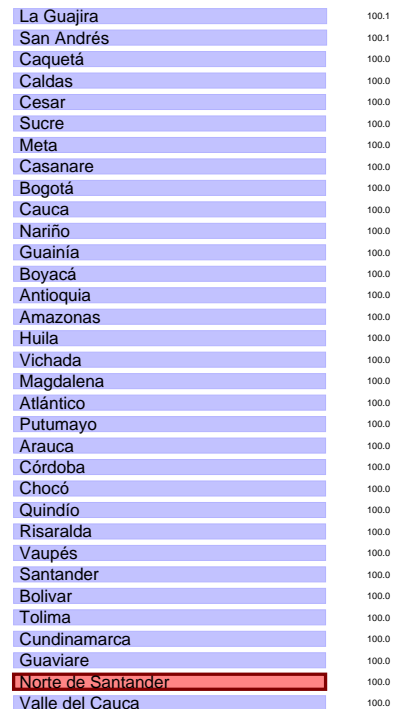 La Guajira 100.1
San Andrés 100.1
Caquetá 100.0
Caldas 100.0
Cesar 100.0
Sucre 100.0
Meta 100.0
Casanare 100.0
Bogotá 100.0
Cauca 100.0
Nariño 100.0
Guainía 100.0
Boyacá 100.0
Antioquia 100.0
Amazonas 100.0
Huila 100.0
Vichada 100.0
Magdalena 100.0
Atlántico 100.0
Putumayo 100.0
Arauca 100.0
Córdoba 100.0
Chocó 100.0
Quindío 100.0
Risaralda 100.0
Vaupés 100.0
Santander 100.0
Bolivar 100.0
Tolima 100.0
Cundinamarca 100.0
Guaviare 100.0
Norte de Santander 100.0
Valle del Cauca 100.0